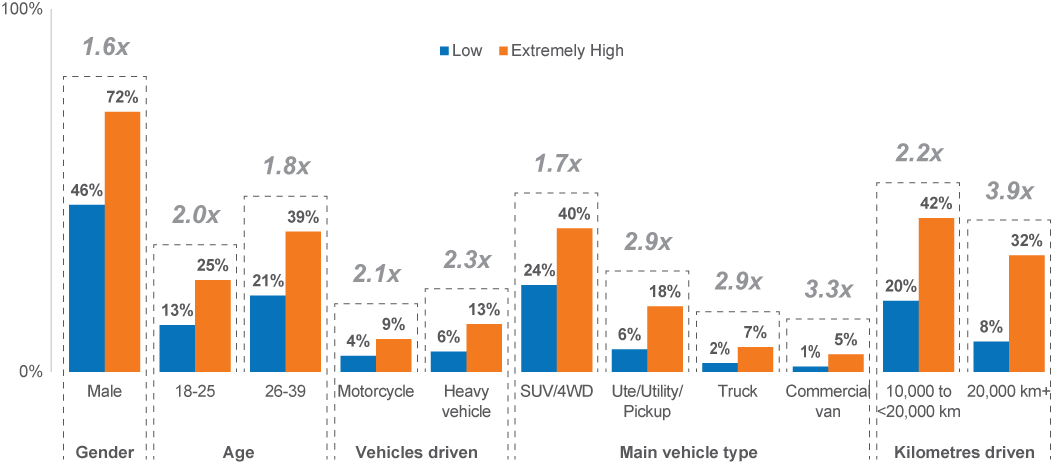 100%
1.6x
Low
Extremely High
72%
46%
1.8x
2.0x
39%
25%
21%
13%
2.1x
2.3x
9%
13%
4%
6%
1.7x
2.9x
2.9x
3.3x
40%
24%
18%
6%
7%
2%
5%
1%
2.2x
3.9x
42%
32%
20%
8%
0%
Male
18-25
26-39
Motorcycle
Heavy
vehicle
SUV/4WD
Ute/Utility/
Pickup
Truck
Commercial
van
10,000 to
<20,000 km
20,000 km+
Gender
Age
Vehicles driven
Main vehicle type
Kilometres driven